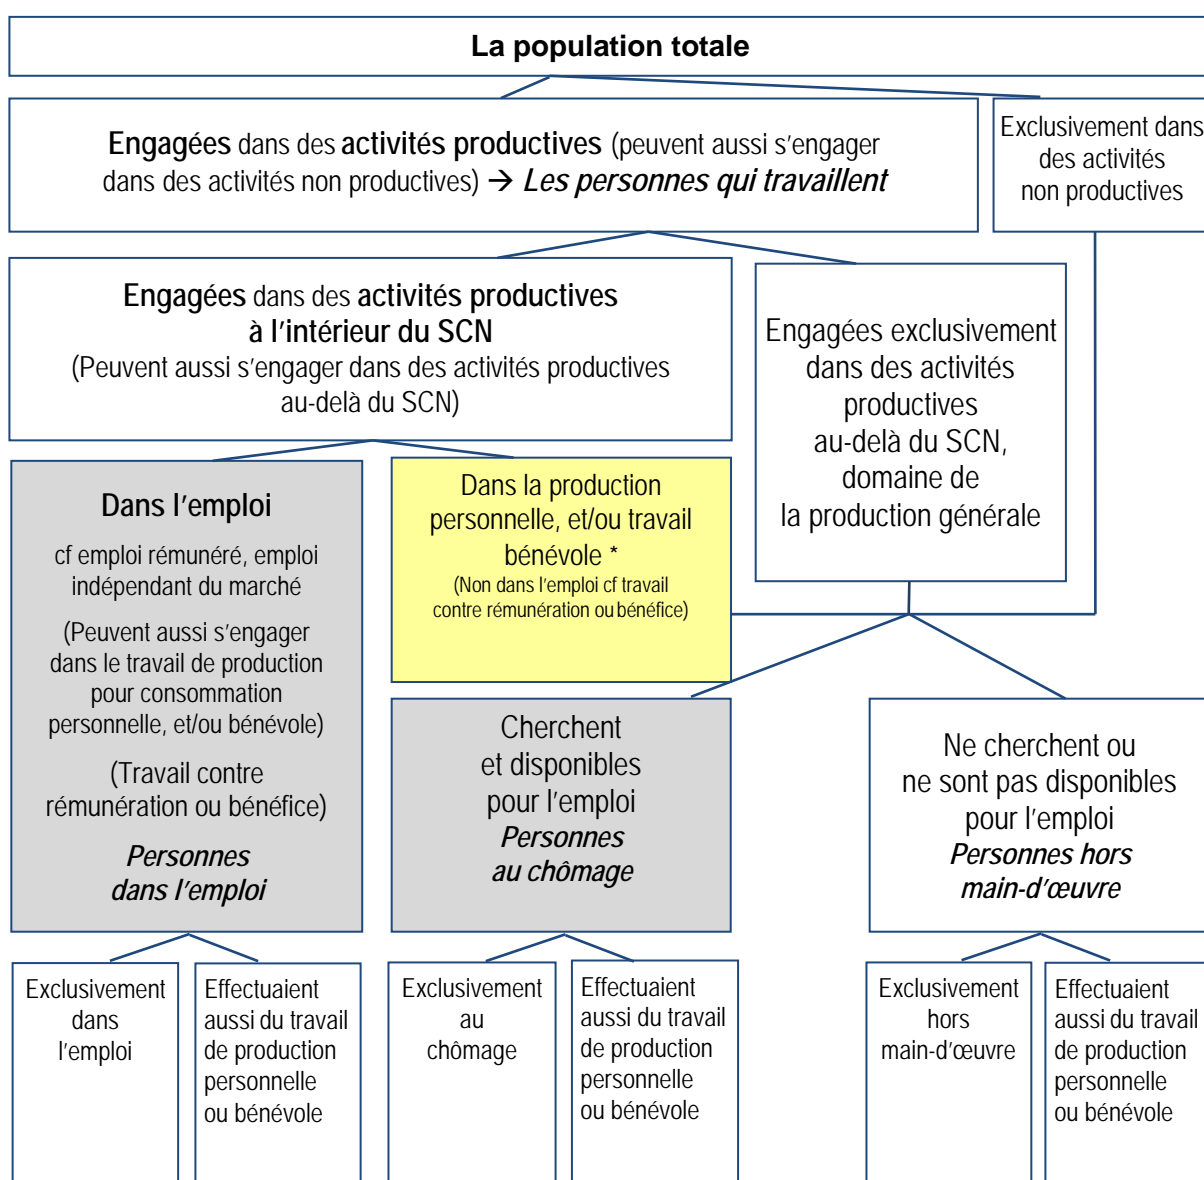 La population totale
Engagées dans des activités productives (peuvent aussi s'engager
dans des activités non productives) → Les personnes qui travaillent
Exclusivement dans
des activités
non productives
Engagées dans des activités productives
à l'intérieur du SCN
(Peuvent aussi s'engager dans des activités productives
au-delà du SCN)
Engagées exclusivement
dans des activités
productives
au-delà du SCN,
domaine de
la production générale
Dans l'emploi
cf emploi rémunéré, emploi
indépendant du marché
(Peuvent aussi s'engager
dans le travail de production
pour consommation
personnelle, et/ou bénévole)
(Travail contre
rémunération ou bénéfice)
Personnes
dans l'emploi
Dans la production
personnelle, et/ou travail
bénévole *
(Non dans l'emploi cf travail
contre rémunération ou bénéfice)
Cherchent
et disponibles
pour l'emploi
Personnes
au chômage
Ne cherchent ou
ne sont pas disponibles
pour l'emploi
Personnes hors
main-d'œuvre
Exclusivement
dans
l'emploi
Effectuaient
aussi du travail
de production
personnelle
ou bénévole
Exclusivement
au
chômage
Effectuaient
aussi du travail
de production
personnelle
ou bénévole
Exclusivement
hors
main-d'œuvre
Effectuaient
aussi du travail
de production
personnelle
ou bénévole